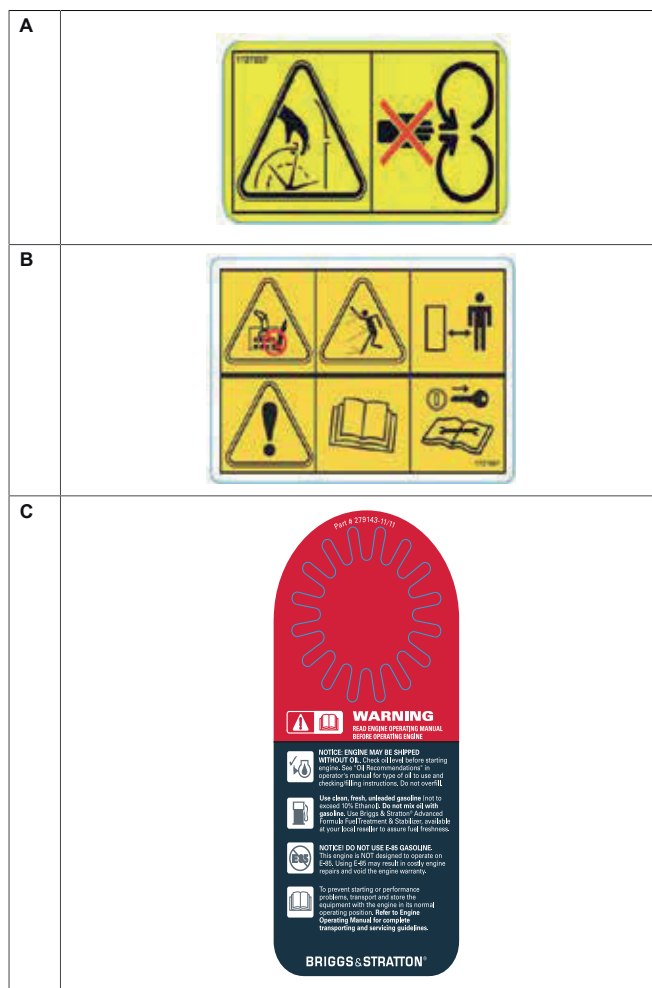 A
B
C
Part # 279143-11/11
WARNING
READ ENGINE OPERATING MANUAL
BEFORE OPERATING ENGINE
NOTICE: ENGINE MAY BE SHIPPED
WITHOUT OIL. Check oil level before starting
engine. See "Oil Recommendations" in
operator's manual for type of oil to use and
checking/filling instructions. Do not overfill.
Use clean, fresh, unleaded gasoline (not to
exceed 10% Ethanol). Do not mix oil with
gasoline. Use Briggs & Stratton® Advanced
Formula Fuel Treatment & Stabilizer, available
at your local reseller to assure fuel freshness.
E85
NOTICE! DO NOT USE E-85 GASOLINE.
This engine is NOT designed to operate on
E-85. Using E-85 may result in costly engine
repairs and void the engine warranty.
To prevent starting or performance
problems, transport and store the
equipment with the engine in its normal
operating position. Refer to Engine
Operating Manual for complete
transporting and servicing guidelines.
BRIGGS&STRATTON®